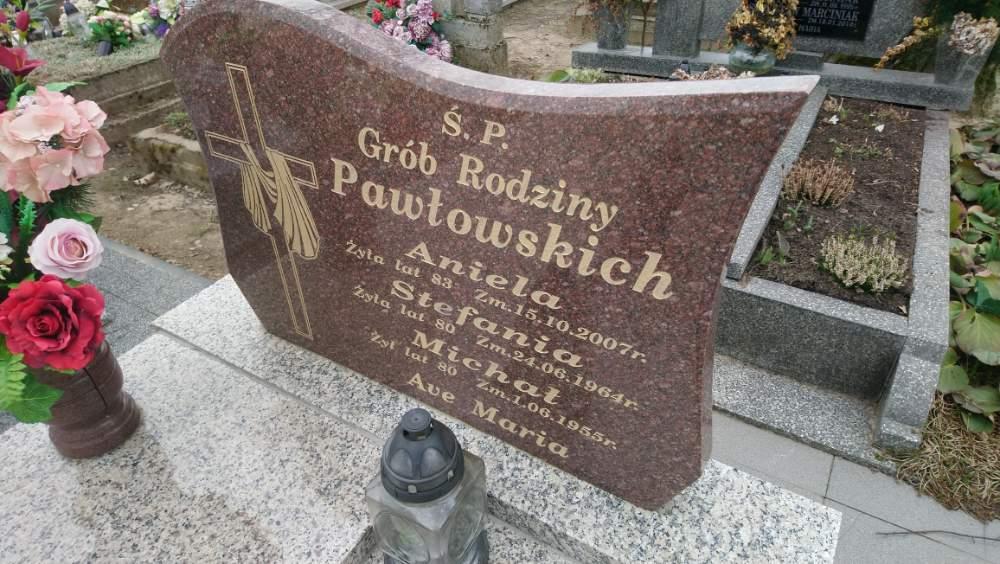 Ś. P.
Grób Rodziny
Pawłowskich
Aniela
Żyła lat 83 Zm.15.10.2007r.
Stefania
Żyła lat 80 Zm.24.06.1964r.
Michał
Żył lat 80 Zm.1.06.1955r.
Ave Maria
MARCINIAK